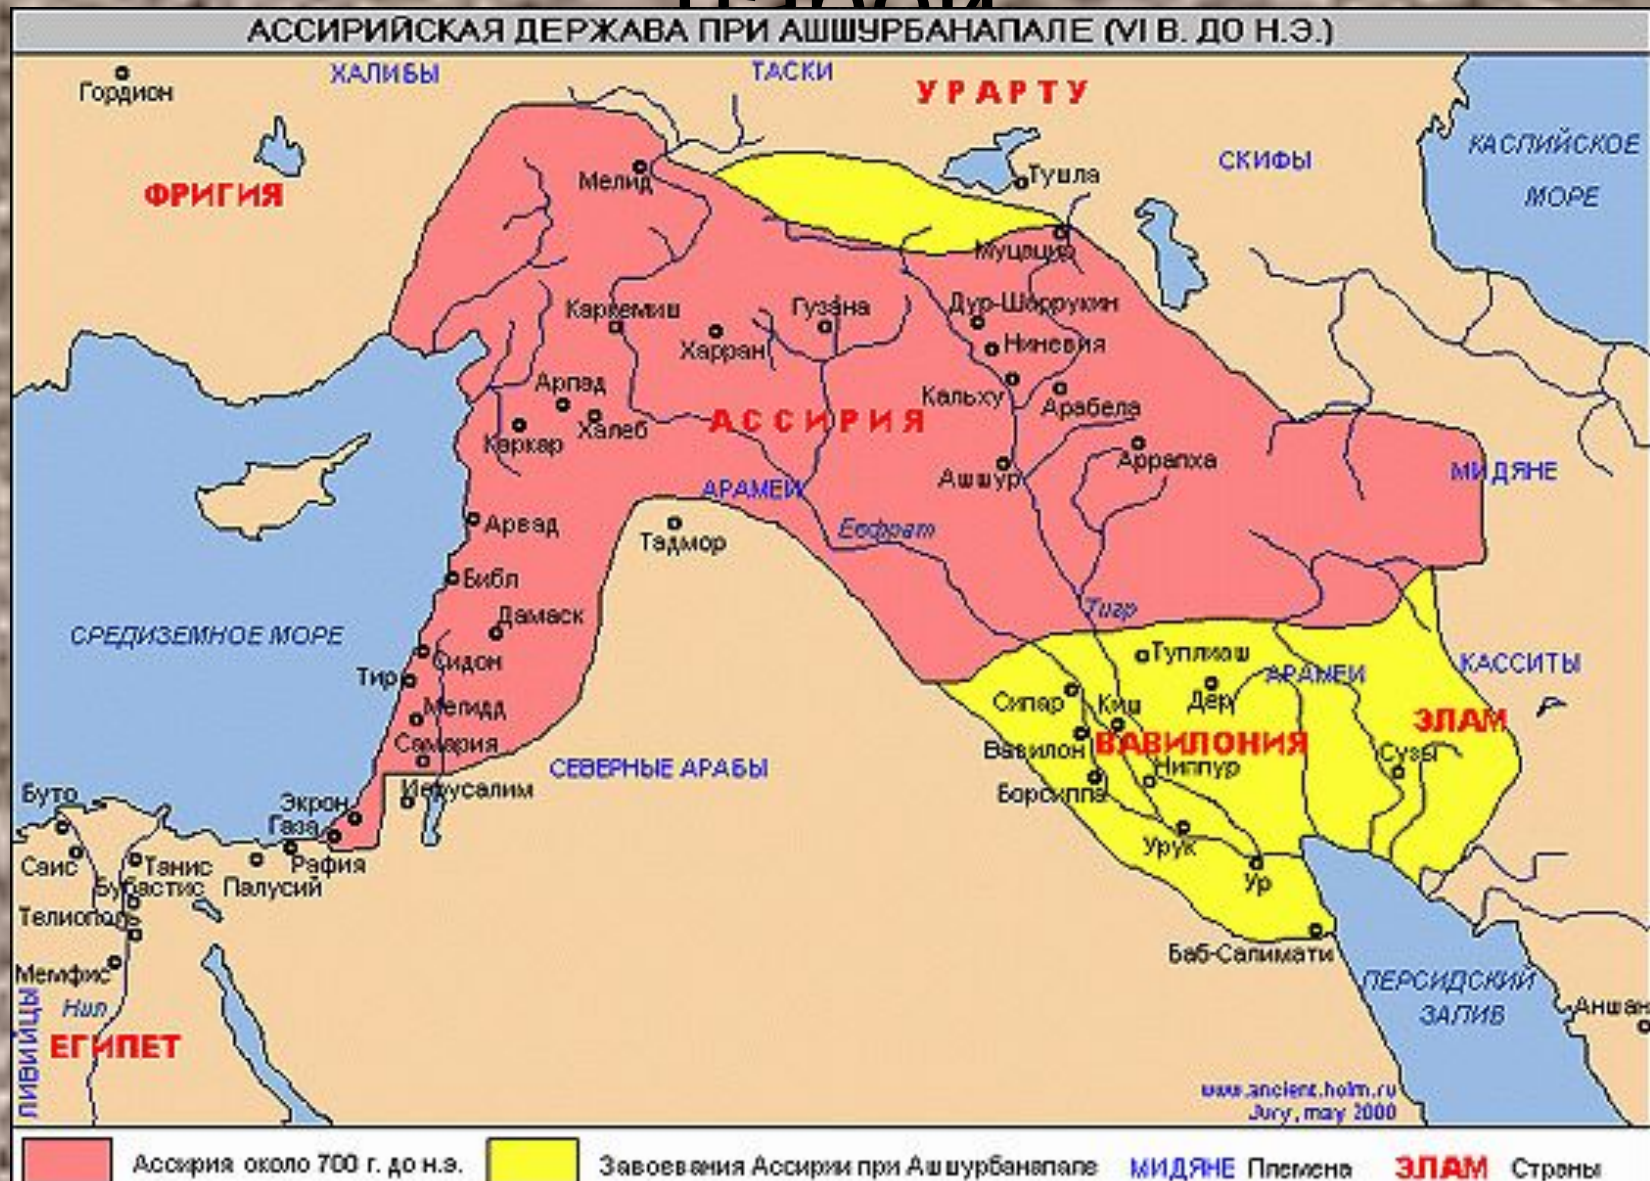 АССИРИЙСКАЯ ДЕРЖАВА ПРИ АШШУРБАНАПАЛЕ (VI В. ДО Н.Э.)
Гордион
ХАЛИБЫ
ТАСКИ
УРАРТУ
КАСПИЙСКОЕ
МОРЕ
СКИФЫ
ФРИГИЯ
Мелид
Тушпа
Муцацир
Каркемиш
Гузана
Дур-Шаррукин
Харран
Ниневия
Арпад
Кальху
Арабела
Халеб
АССИРИЯ
Каркар
Аррапха
Ашшур
МИДЯНЕ
АРАМЕИ
Арвад
Тадмор
Евфрат
Библ
Тигр
Дамаск
СРЕДИЗЕМНОЕ МОРЕ
Сидон
Туплиаш
КАССИТЫ
Тир
АРАМЕИ
Мегидд
Сипар
Киш
Дер
ЭЛАМ
Самария
Вавилон
ВАВИЛОНИЯ
Сузы
СЕВЕРНЫЕ АРАБЫ
Ниппур
Буто
Экрон
Иерусалим
Борсиппа
Газа
Урук
Саис
Танис
Рафия
Бубастис
Палусий
Ур
Телиополь
Баб-Салимати
Мемфис
ПЕРСИДСКИЙ
ЗАЛИВ
Нил
Аншан
ЛИВИЙЦЫ
ЕГИПЕТ
www.ancient.holm.ru
Jury, may 2000
Ассирия около 700 г. до н.э.
Завоевания Ассирии при Ашшурбанапале
МИДЯНЕ Племена
ЭЛАМ Страны